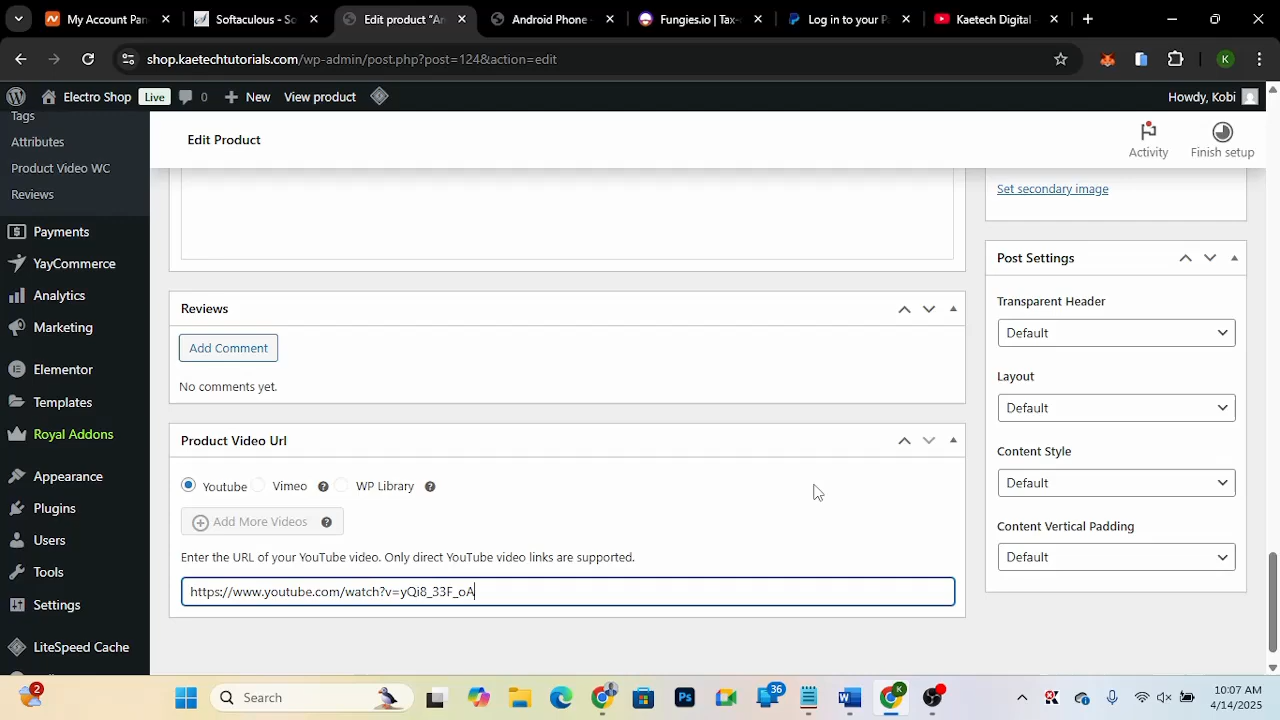 My Account Pan
Softaculous - So
Edit product "An
Android Phone -
Fungies.io | Tax-
Log in to your P
Kaetech Digital -
shop.kaetechtutorials.com/wp-admin/post.php?post=124&action=edit
K
Electro Shop
Live
0
New
View product
Howdy, Kobi
Tags
Attributes
Product Video WC
Reviews
Payments
YayCommerce
Analytics
Marketing
Elementor
Templates
Royal Addons
Appearance
Plugins
Users
Tools
Settings
LiteSpeed Cache
Edit Product
Activity
Finish setup
Set secondary image
Reviews
Add Comment
No comments yet.
Product Video Url
Youtube
Vimeo
WP Library
Add More Videos
Enter the URL of your YouTube video. Only direct YouTube video links are supported.
https://www.youtube.com/watch?v=yQi8_33F_oA
Post Settings
Transparent Header
Default
Layout
Default
Content Style
Default
Content Vertical Padding
Default
2
Search
Ps
36
10:07 AM
4/14/2025